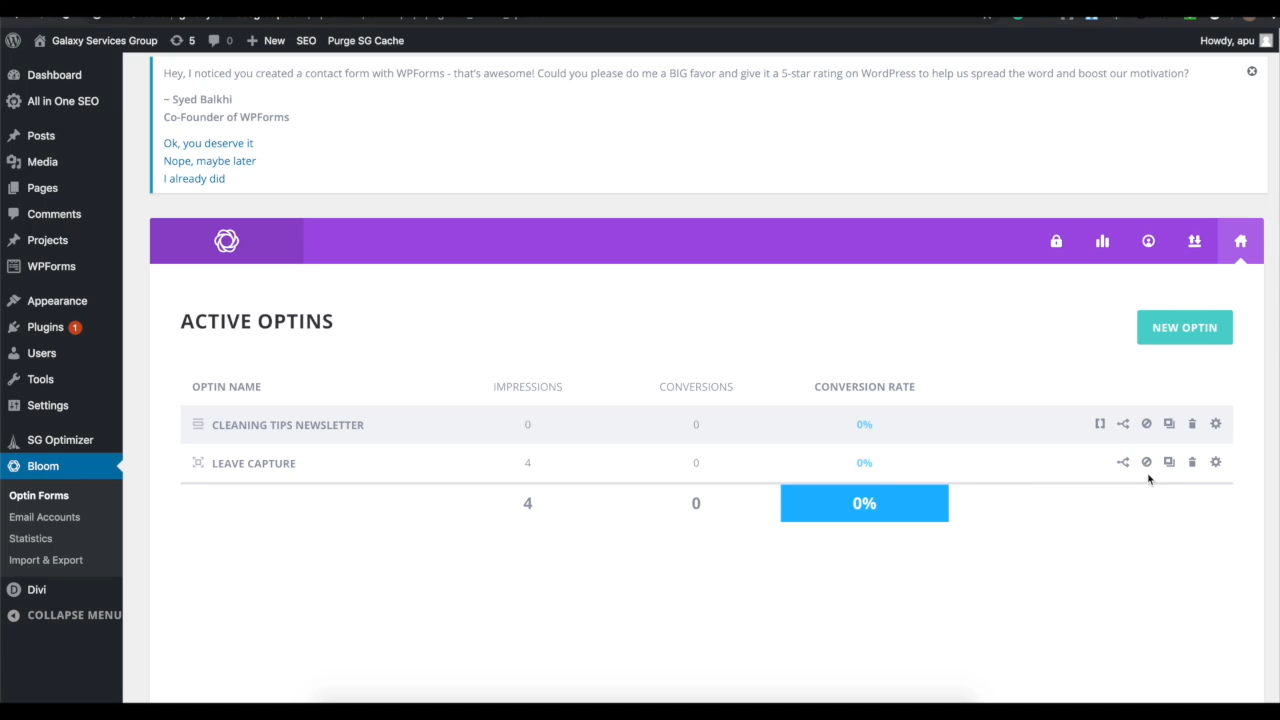 Galaxy Services Group 5 0 New SEO Purge SG Cache Howdy, apu
Dashboard
All in One SEO
Posts
Media
Pages
Comments
Projects
WPForms
Appearance
Plugins 1
Users
Tools
Settings
SG Optimizer
Bloom
Optin Forms
Email Accounts
Statistics
Import & Export
Divi
COLLAPSE MENU
Hey, I noticed you created a contact form with WPForms - that's awesome! Could you please do me a BIG favor and give it a 5-star rating on WordPress to help us spread the word and boost our motivation?
~ Syed Balkhi
Co-Founder of WPForms
Ok, you deserve it
Nope, maybe later
I already did
ACTIVE OPTINS
NEW OPTIN
OPTIN NAME IMPRESSIONS CONVERSIONS CONVERSION RATE
CLEANING TIPS NEWSLETTER 0 0 0%
LEAVE CAPTURE 4 0 0%
4 0 0%